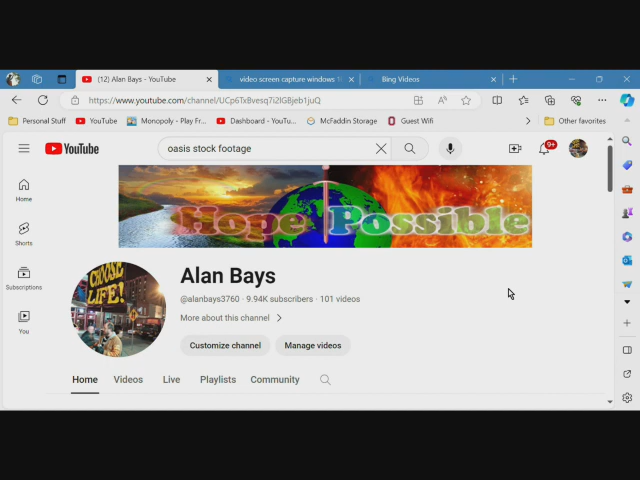 (12) Alan Bays - YouTube
video screen capture windows 1
Bing Videos
https://www.youtube.com/channel/UCp6TxBvesq7i2IGBjeb1juQ
Personal Stuff
YouTube
Monopoly - Play Fr...
Dashboard - YouTu...
McFaddin Storage
Guest Wifi
Other favorites
YouTube
oasis stock footage
9+
Home
Shorts
Subscriptions
You
Hope Possible
CHOOSE
LIFE!
Alan Bays
@alanbays3760 · 9.94K subscribers · 101 videos
More about this channel
Customize channel
Manage videos
Home
Videos
Live
Playlists
Community